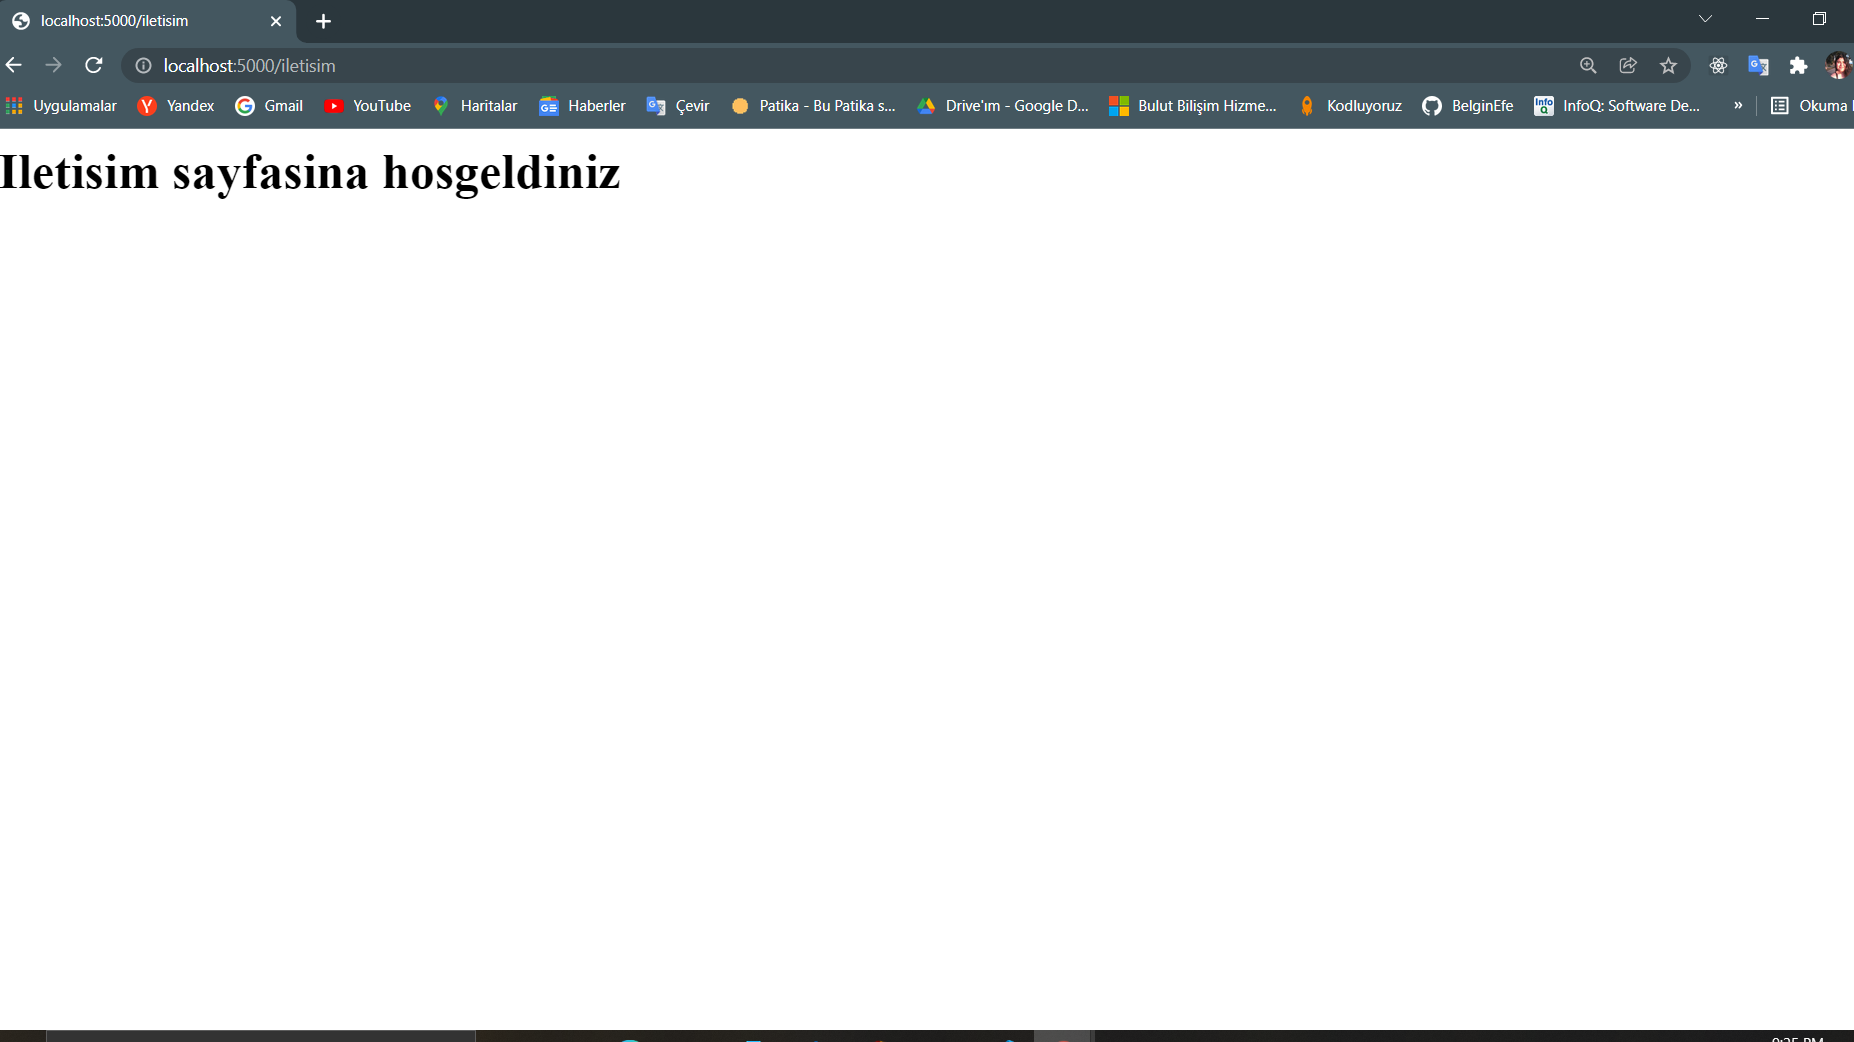 localhost:5000/iletisim
localhost:5000/iletisim
Uygulamalar Yandex Gmail YouTube Haritalar Haberler Çevir Patika - Bu Patika s... Drive'ım - Google D... Bulut Bilişim Hizme... Kodluyoruz BelginEfe InfoQ: Software De... » Okuma
Iletisim sayfasina hosgeldiniz